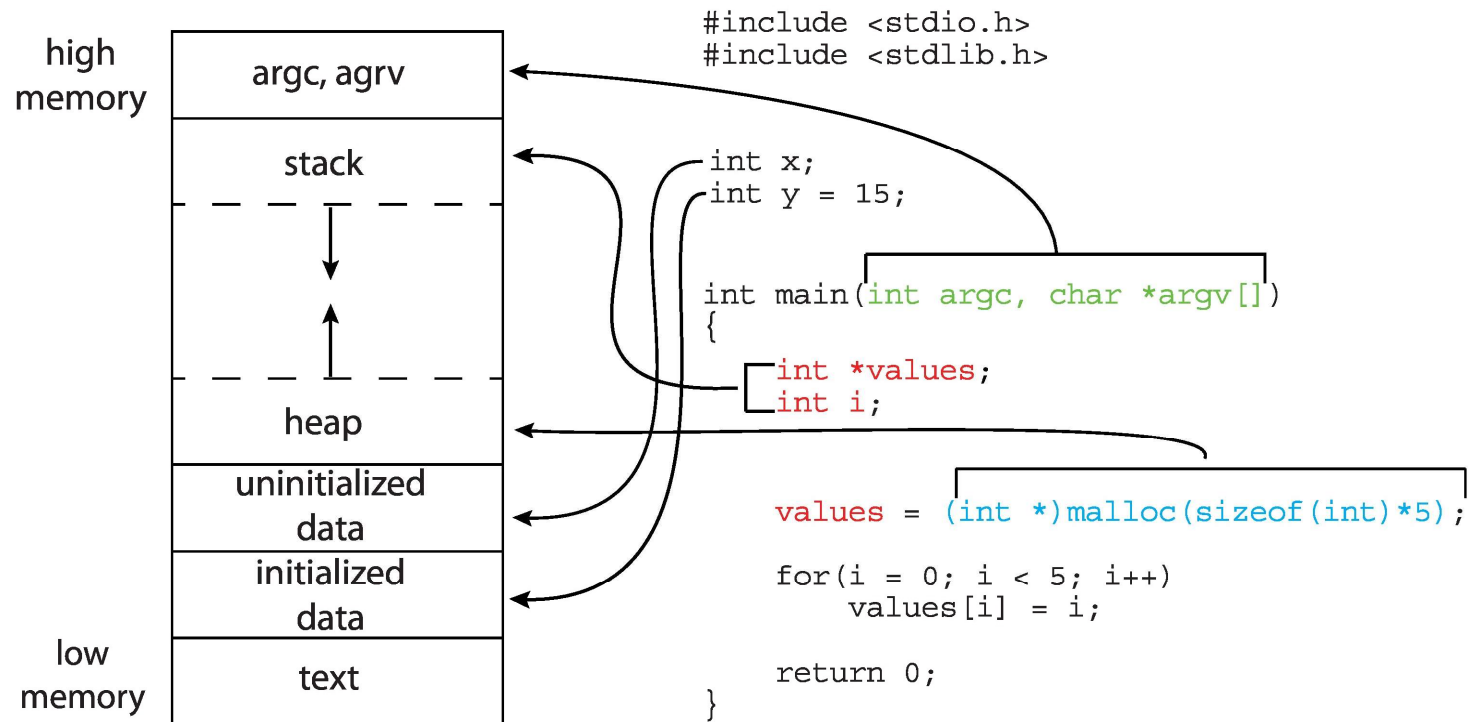 high
memory
argc, agrv
stack
heap
uninitialized
data
initialized
data
low
memory
text
#include <stdio.h>
#include <stdlib.h>
int x;
int y = 15;
int main(int argc, char *argv[])
{
int *values;
int i;
values = (int *)malloc(sizeof(int)*5);
for(i = 0; i < 5; i++)
values[i] = i;
return 0;
}